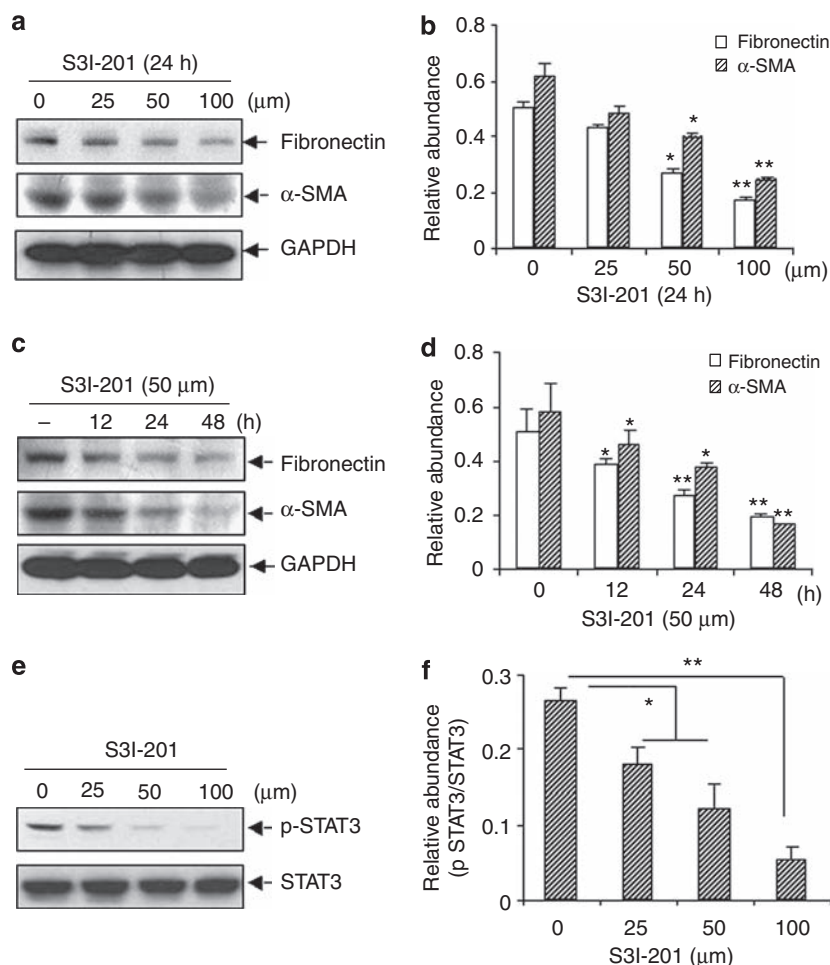 a
S3I-201 (24 h)
0 25 50 100 (μm)
Fibronectin
α-SMA
GAPDH
b
Fibronectin
α-SMA
Relative abundance
0.8
0.6
0.4
0.2
0
* *
** **
0 25 50 100 (μm)
S3I-201 (24 h)
c
S3I-201 (50 μm)
– 12 24 48 (h)
Fibronectin
α-SMA
GAPDH
d
Fibronectin
α-SMA
Relative abundance
0.8
0.6
0.4
0.2
0
* *
** *
** **
0 12 24 48 (h)
S3I-201 (50 μm)
e
S3I-201
0 25 50 100 (μm)
p-STAT3
STAT3
f
Relative abundance
(p STAT3/STAT3)
0.3
0.2
0.1
0
**
*
0 25 50 100
S3I-201 (μm)